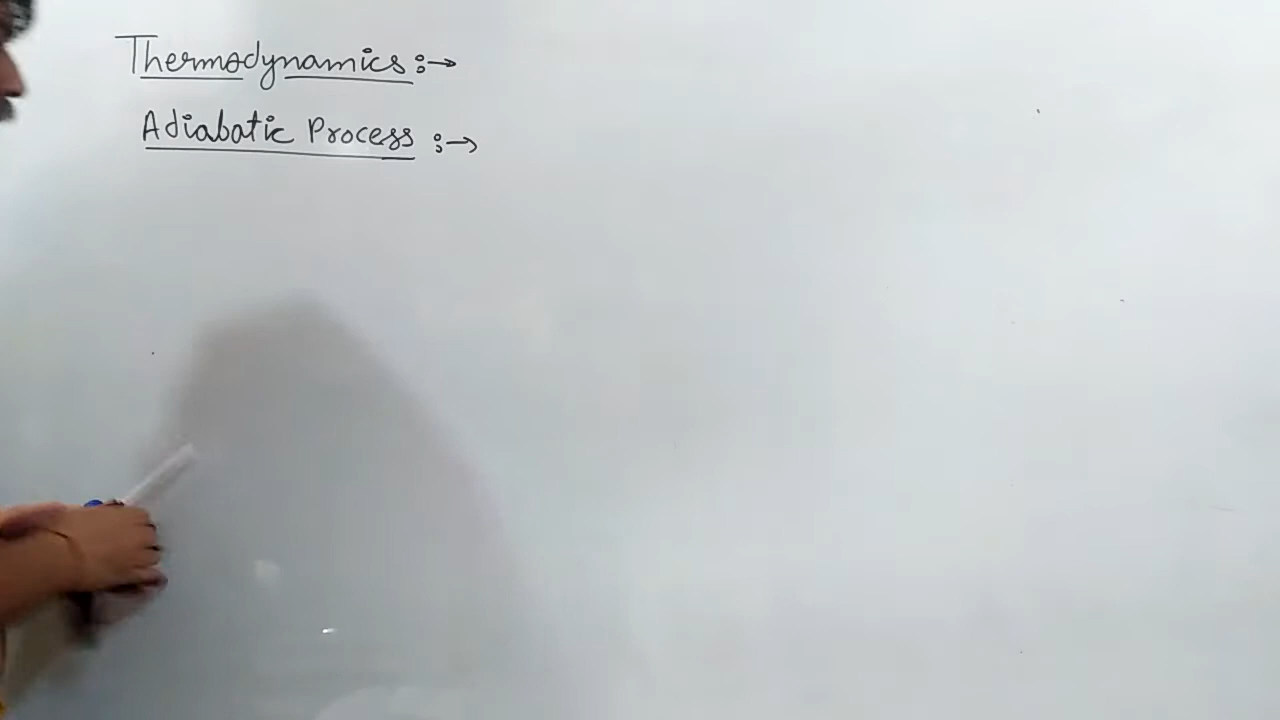 Thermodynamics :→
Adiabatic Process :→